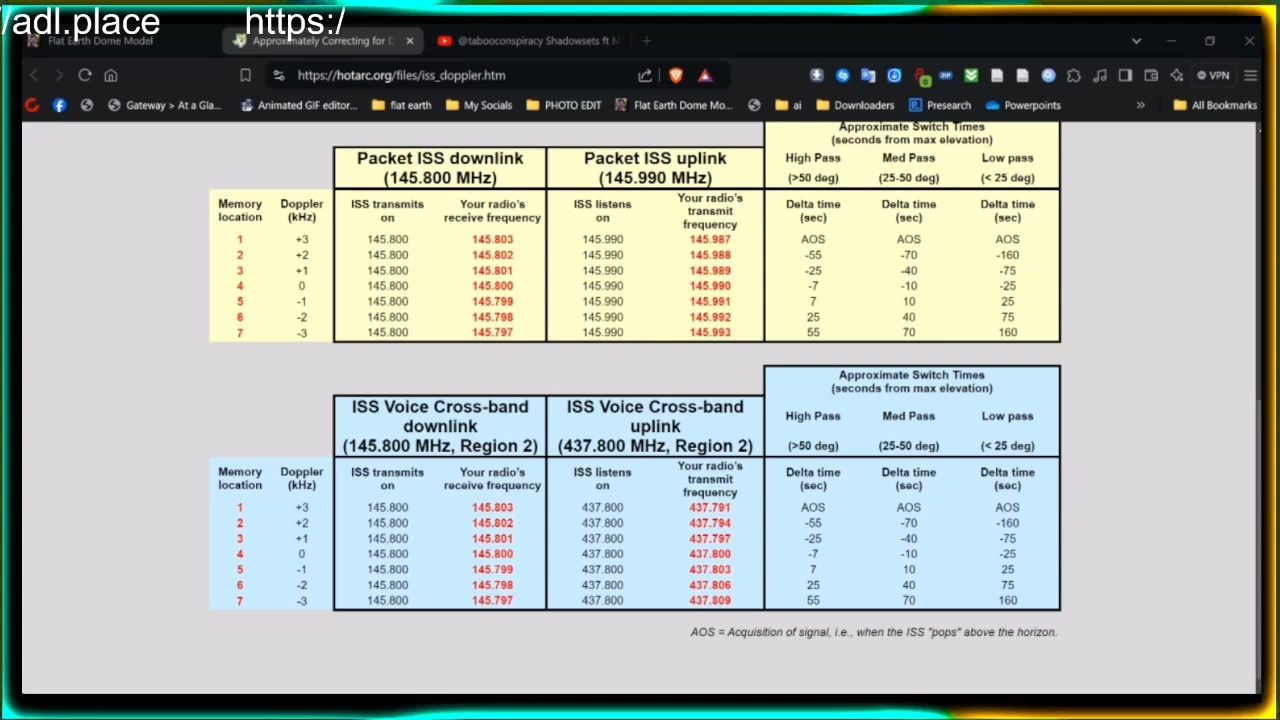 /adl.place https:/
Flat Earth Dome Model
Approximately Correcting for D
@tabooconspiracy Shadowsets ft M
https://hotarc.org/files/iss_doppler.htm
VPN
Gateway > At a Gla...
Animated GIF editor...
flat earth
My Socials
PHOTO EDIT
Flat Earth Dome Mo...
ai
Downloaders
Presearch
Powerpoints
»
All Bookmarks
Approximate Switch Times
(seconds from max elevation)
Packet ISS downlink Packet ISS uplink High Pass Med Pass Low pass
(145.800 MHz) (145.990 MHz) (>50 deg) (25-50 deg) (< 25 deg)
Memory location Doppler (kHz) ISS transmits on Your radio's receive frequency ISS listens on Your radio's transmit frequency Delta time (sec) Delta time (sec) Delta time (sec)
1 +3 145.800 145.803 145.990 145.987 AOS AOS AOS
2 +2 145.800 145.802 145.990 145.988 -55 -70 -160
3 +1 145.800 145.801 145.990 145.989 -25 -40 -75
4 0 145.800 145.800 145.990 145.990 -7 -10 -25
5 -1 145.800 145.799 145.990 145.991 7 10 25
6 -2 145.800 145.798 145.990 145.992 25 40 75
7 -3 145.800 145.797 145.990 145.993 55 70 160
Approximate Switch Times
(seconds from max elevation)
ISS Voice Cross-band downlink (145.800 MHz, Region 2) ISS Voice Cross-band uplink (437.800 MHz, Region 2) High Pass (>50 deg) Med Pass (25-50 deg) Low pass (< 25 deg)
Memory location Doppler (kHz) ISS transmits on Your radio's receive frequency ISS listens on Your radio's transmit frequency Delta time (sec) Delta time (sec) Delta time (sec)
1 +3 145.800 145.803 437.800 437.791 AOS AOS AOS
2 +2 145.800 145.802 437.800 437.794 -55 -70 -160
3 +1 145.800 145.801 437.800 437.797 -25 -40 -75
4 0 145.800 145.800 437.800 437.800 -7 -10 -25
5 -1 145.800 145.799 437.800 437.803 7 10 25
6 -2 145.800 145.798 437.800 437.806 25 40 75
7 -3 145.800 145.797 437.800 437.809 55 70 160
AOS = Acquisition of signal, i.e., when the ISS "pops" above the horizon.